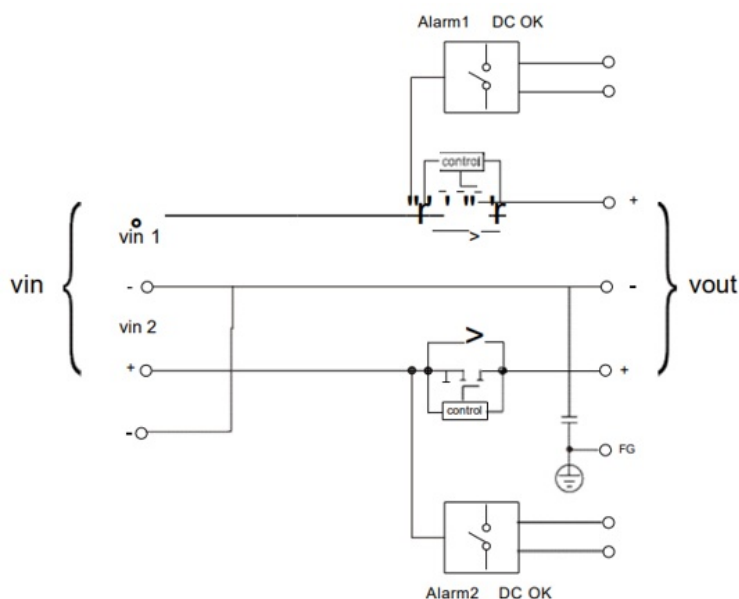 Alarm1 DC OK
control
+
vin 1
vin
-
-
vout
vin 2
+
+
control
-
FG
Alarm2 DC OK